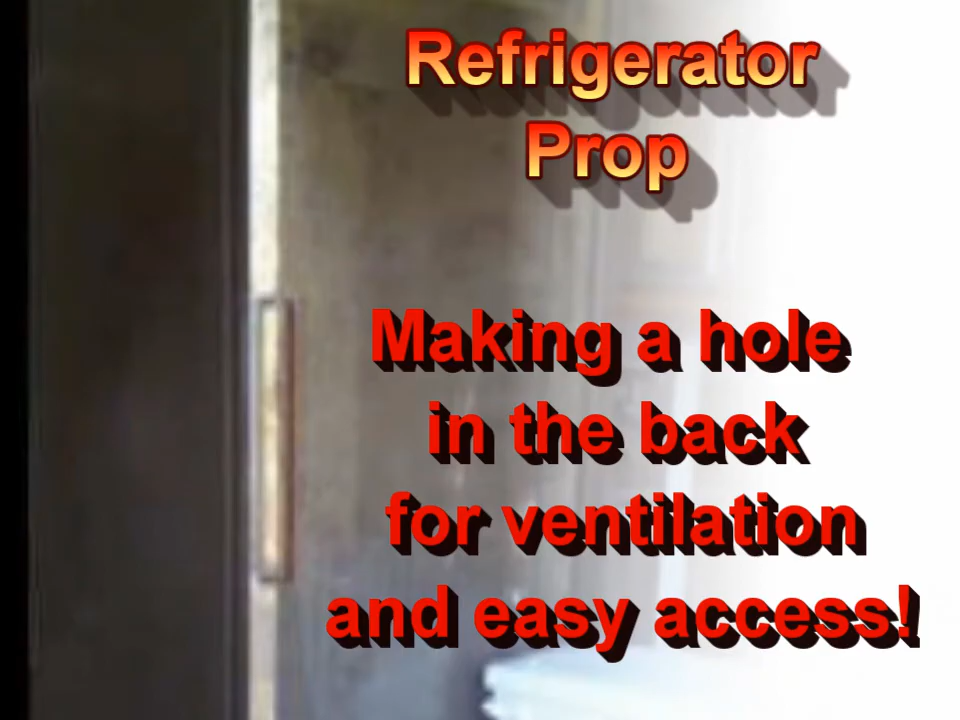 Refrigerator
Prop
Making a hole
in the back
for ventilation
and easy access!